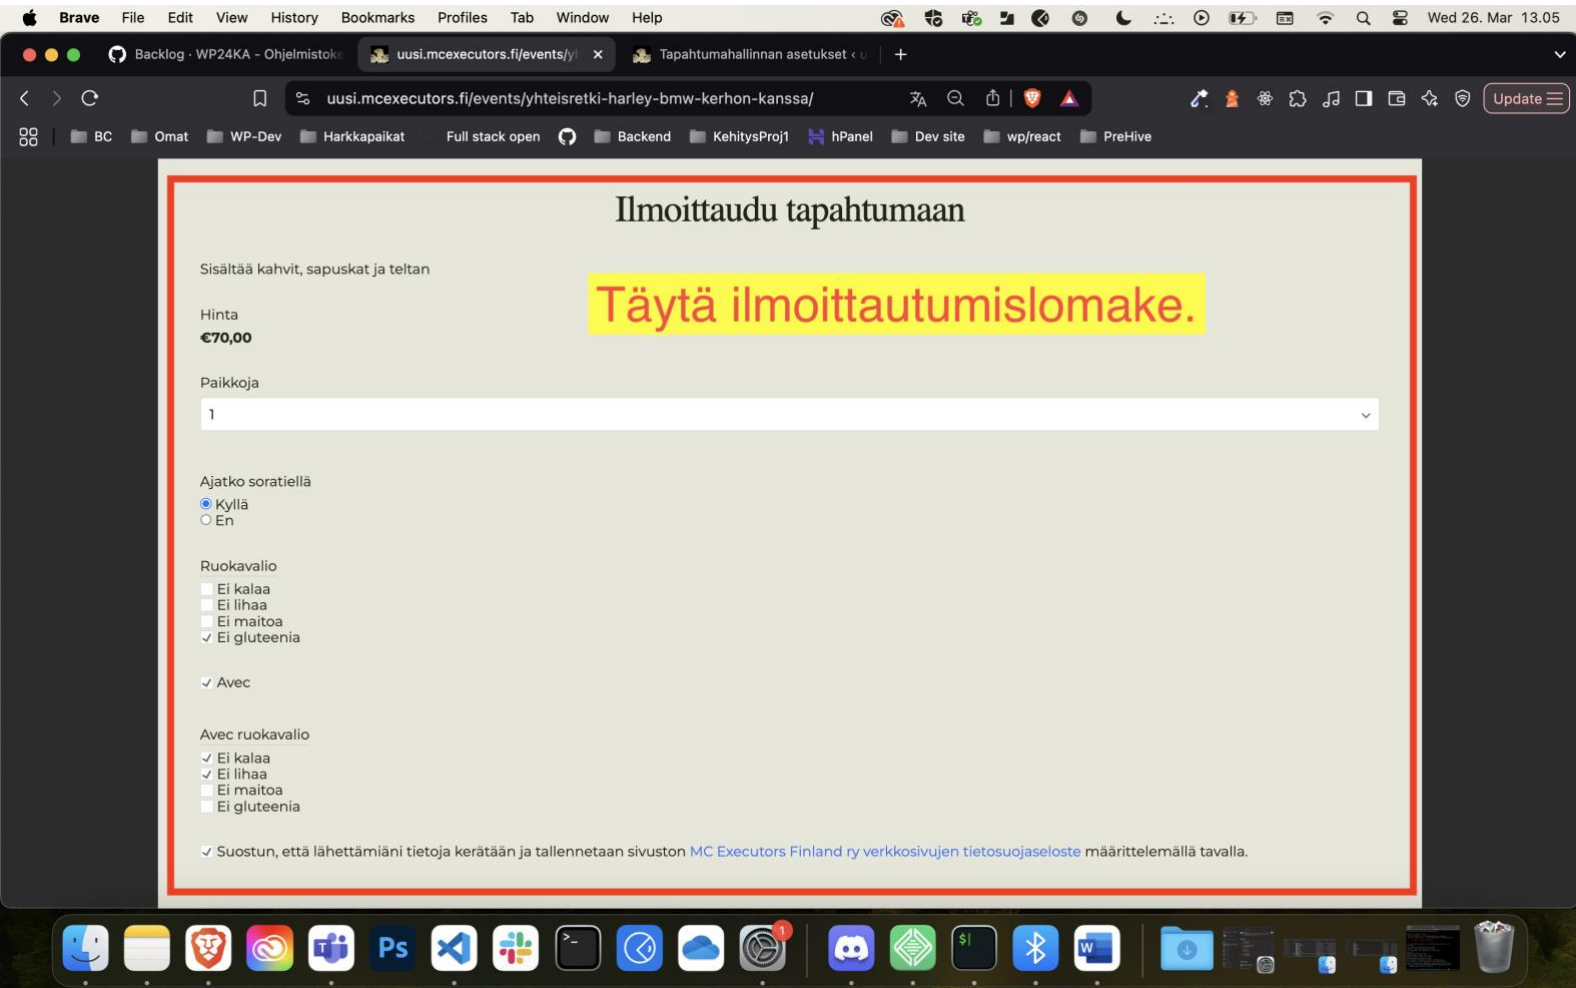 Brave File Edit View History Bookmarks Profiles Tab Window Help Wed 26. Mar 13.05
Backlog · WP24KA - Ohjelmistoke uusi.mcexecutors.fi/events/y Tapahtumahallinnan asetukset ‹ u
uusi.mcexecutors.fi/events/yhteisretki-harley-bmw-kerhon-kanssa/ Update
BC Omat WP-Dev Harkkapaikat Full stack open Backend KehitysProj1 hPanel Dev site wp/react PreHive
Ilmoittaudu tapahtumaan
Sisältää kahvit, sapuskat ja teltan
Täytä ilmoittautumislomake.
Hinta
€70,00
Paikkoja
1
Ajatko soratiellä
Kyllä
En
Ruokavalio
Ei kalaa
Ei lihaa
Ei maitoa
Ei gluteenia
Avec
Avec ruokavalio
Ei kalaa
Ei lihaa
Ei maitoa
Ei gluteenia
Suostun, että lähettämiäni tietoja kerätään ja tallennetaan sivuston MC Executors Finland ry verkkosivujen tietosuojaseloste määrittelemällä tavalla.
1
Ps
W